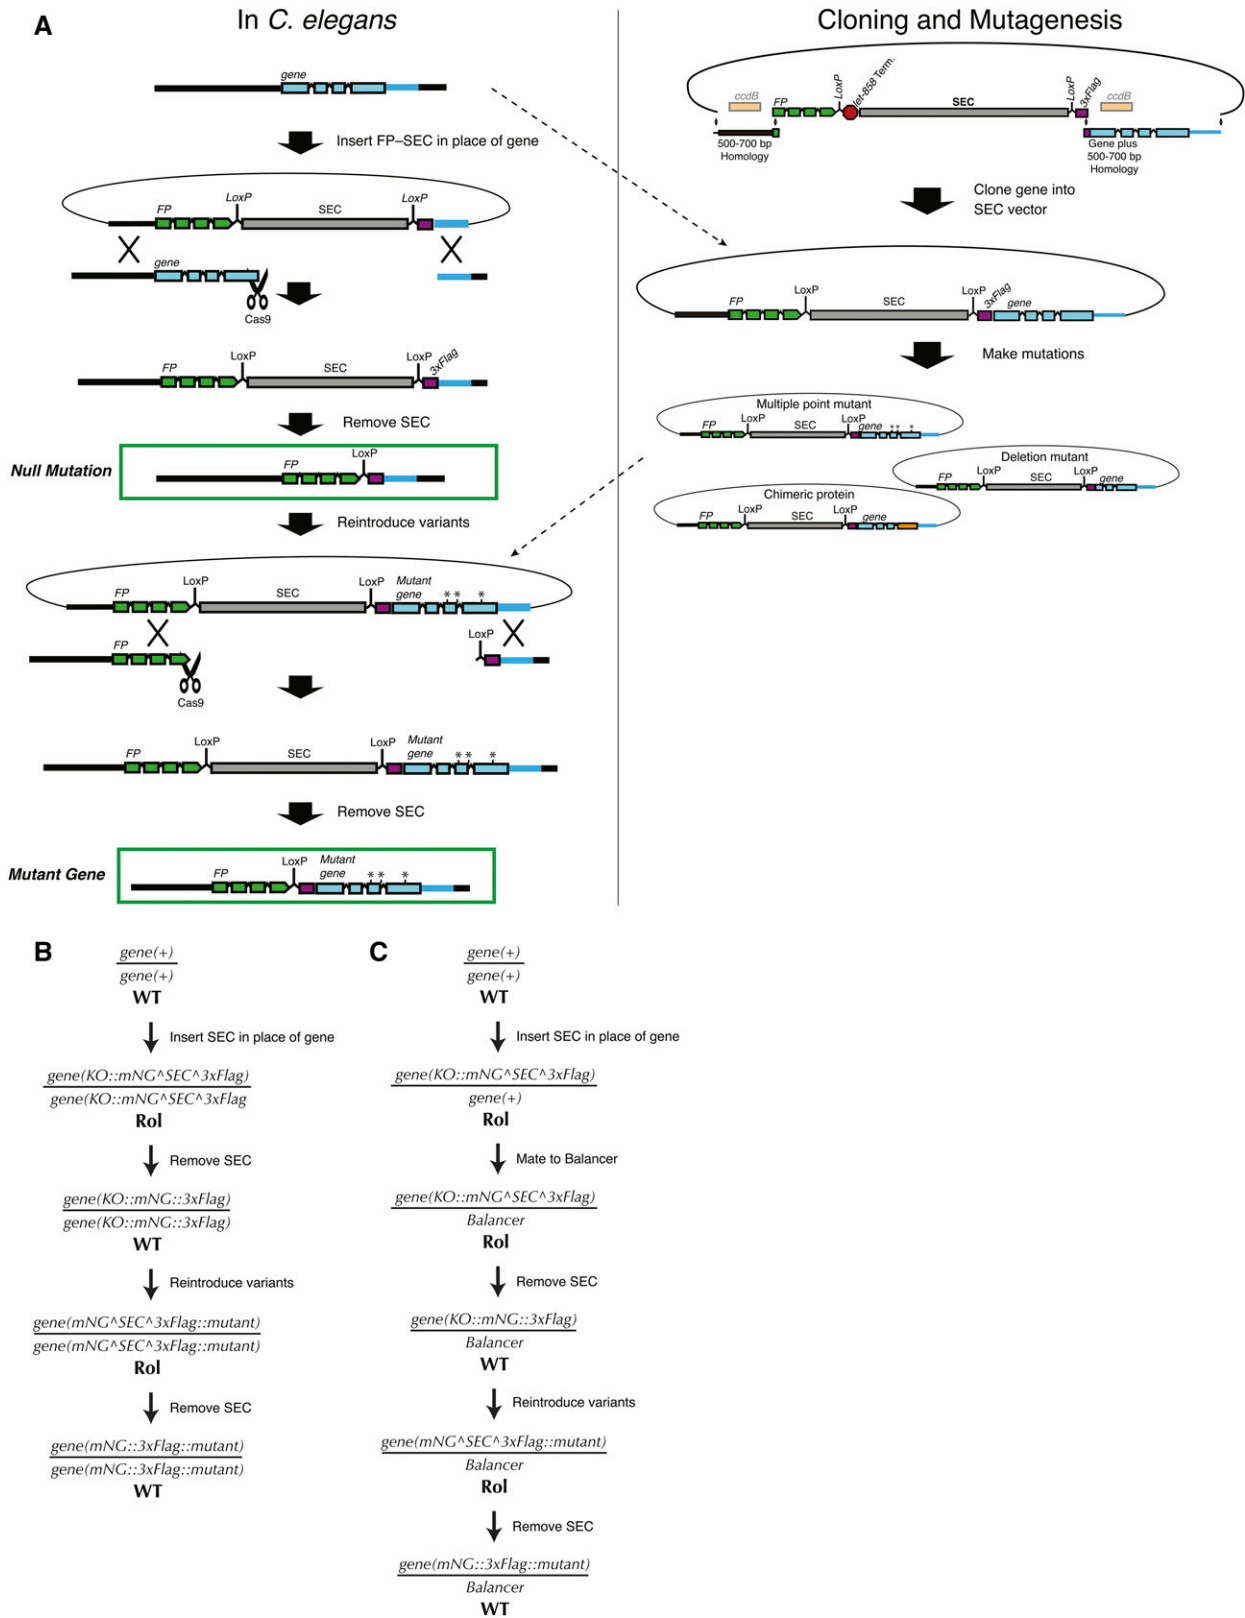 A
In C. elegans
gene
Insert FP–SEC in place of gene
FP
LoxP
SEC
LoxP
gene
Cas9
FP
LoxP
SEC
LoxP
3xFlag
Remove SEC
Null Mutation
FP
LoxP
Reintroduce variants
FP
LoxP
SEC
LoxP
Mutant
gene
* * *
FP
LoxP
Cas9
FP
LoxP
SEC
LoxP
Mutant
gene
* * *
Remove SEC
Mutant Gene
FP
LoxP
Mutant
gene
* * *
Cloning and Mutagenesis
ccdB
FP
LoxP
let-858 Term.
SEC
LoxP
3xFlag
ccdB
500-700 bp
Homology
Gene plus
500-700 bp
Homology
Clone gene into
SEC vector
FP
LoxP
SEC
LoxP
3xFlag
gene
Make mutations
Multiple point mutant
FP
LoxP
SEC
LoxP
gene
** *
Deletion mutant
FP
LoxP
SEC
LoxP
gene
Chimeric protein
FP
LoxP
SEC
LoxP
gene
B
gene(+)
gene(+)
WT
Insert SEC in place of gene
gene(KO::mNG^SEC^3xFlag)
gene(KO::mNG^SEC^3xFlag
Rol
Remove SEC
gene(KO::mNG::3xFlag)
gene(KO::mNG::3xFlag)
WT
Reintroduce variants
gene(mNG^SEC^3xFlag::mutant)
gene(mNG^SEC^3xFlag::mutant)
Rol
Remove SEC
gene(mNG::3xFlag::mutant)
gene(mNG::3xFlag::mutant)
WT
C
gene(+)
gene(+)
WT
Insert SEC in place of gene
gene(KO::mNG^SEC^3xFlag)
gene(+)
Rol
Mate to Balancer
gene(KO::mNG^SEC^3xFlag)
Balancer
Rol
Remove SEC
gene(KO::mNG::3xFlag)
Balancer
WT
Reintroduce variants
gene(mNG^SEC^3xFlag::mutant)
Balancer
Rol
Remove SEC
gene(mNG::3xFlag::mutant)
Balancer
WT